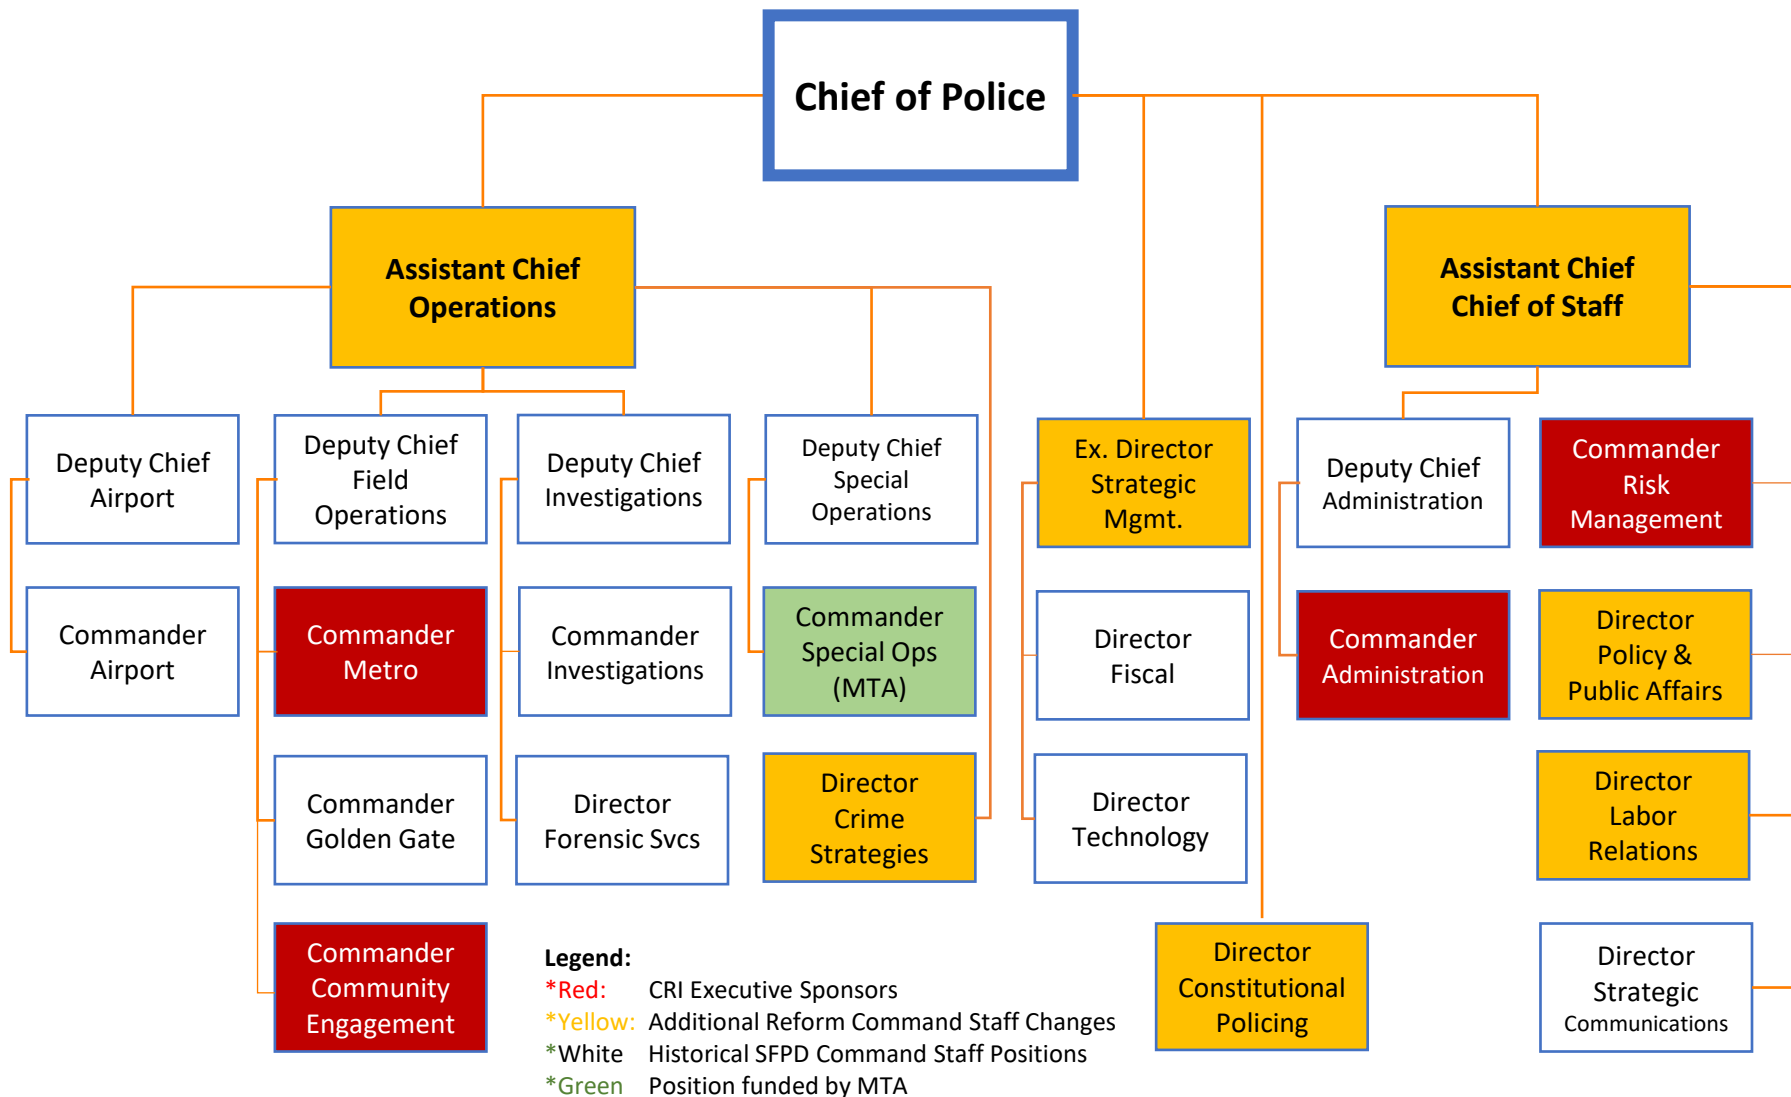 Chief of Police
Assistant Chief
Operations
Assistant Chief
Chief of Staff
Deputy Chief
Airport
Deputy Chief
Field
Operations
Deputy Chief
Investigations
Deputy Chief
Special
Operations
Ex. Director
Strategic
Mgmt.
Deputy Chief
Administration
Commander
Risk
Management
Commander
Airport
Commander
Metro
Commander
Investigations
Commander
Special Ops
(MTA)
Director
Fiscal
Commander
Administration
Director
Policy &
Public Affairs
Commander
Golden Gate
Director
Forensic Svcs
Director
Crime
Strategies
Director
Technology
Director
Labor
Relations
Commander
Community
Engagement
Director
Constitutional
Policing
Director
Strategic
Communications
Legend:
*Red: CRI Executive Sponsors
*Yellow: Additional Reform Command Staff Changes
*White Historical SFPD Command Staff Positions
*Green Position funded by MTA